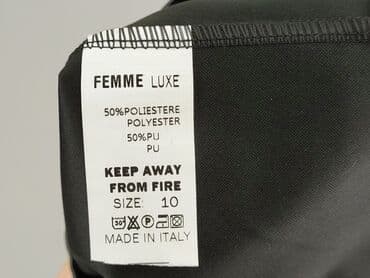 FEMME LUXE
50%POLIESTERE
POLYESTER
50%PU
PU
KEEP AWAY
FROM FIRE
SIZE: 10
MADE IN ITALY